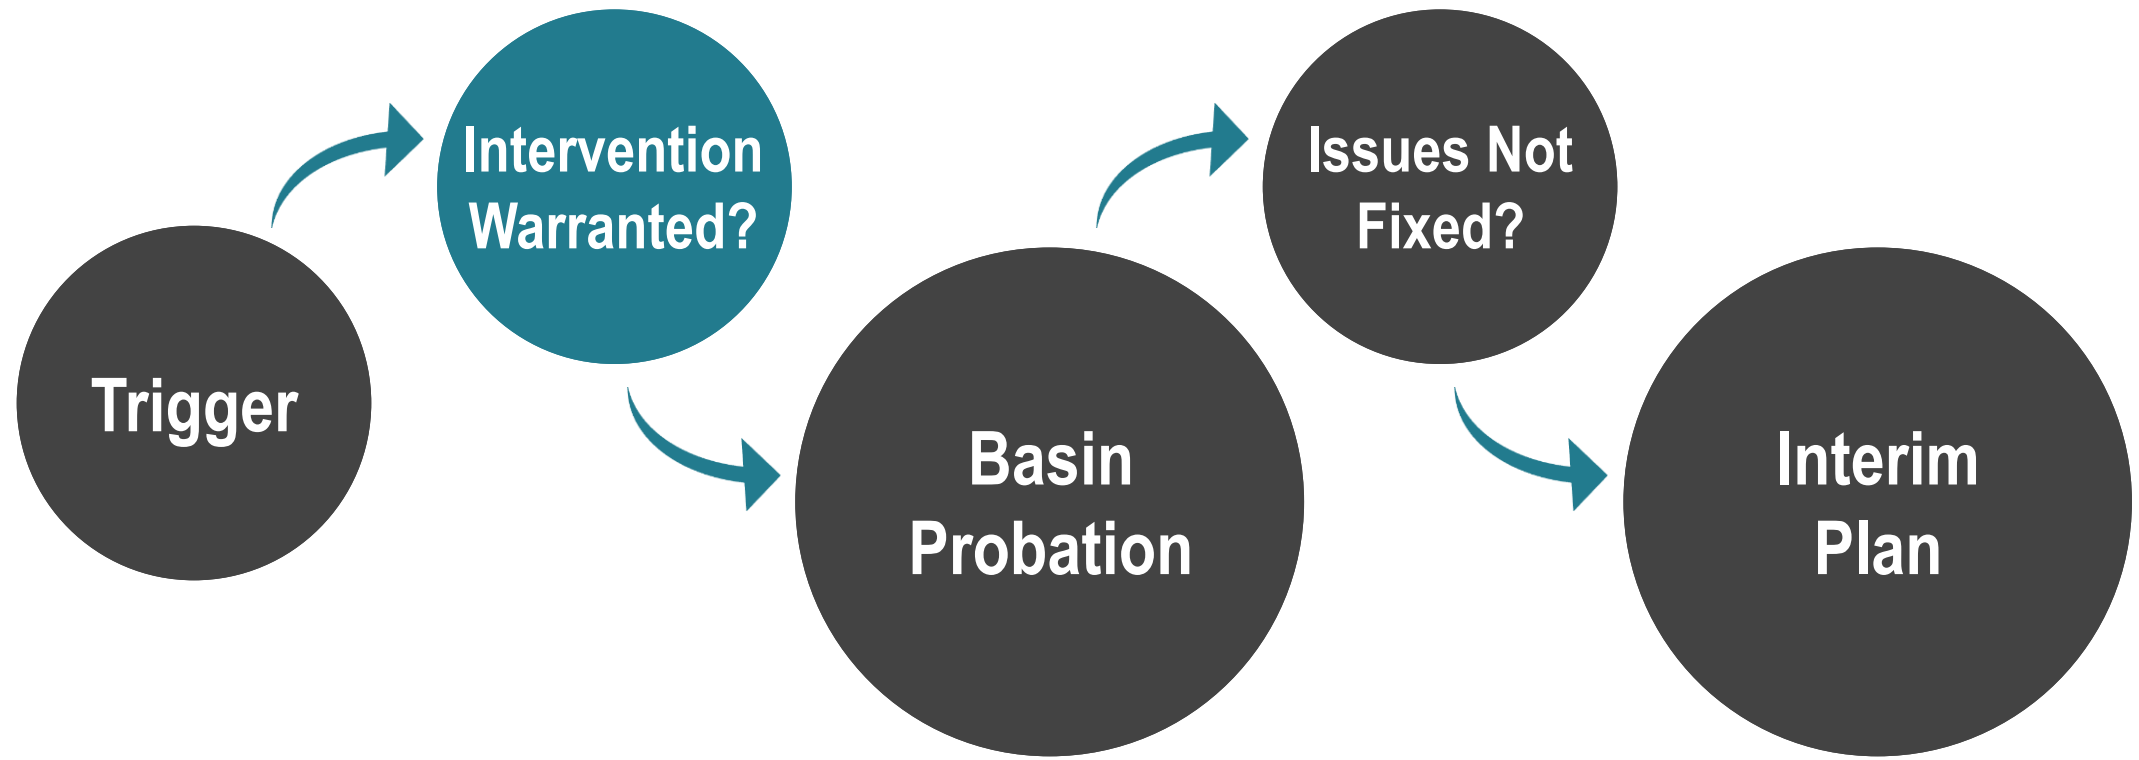 Trigger
Intervention
Warranted?
Basin
Probation
Issues Not
Fixed?
Interim
Plan